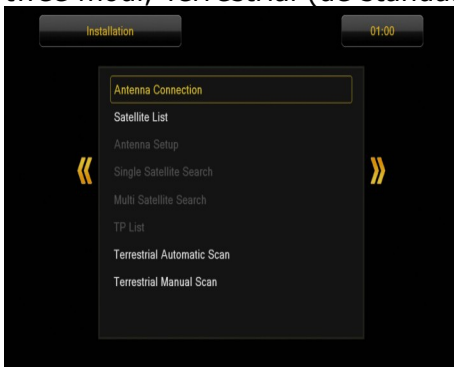 Installation 01:00
Antenna Connection
Satellite List
Antenna Setup
Single Satellite Search
Multi Satellite Search
TP List
Terrestrial Automatic Scan
Terrestrial Manual Scan